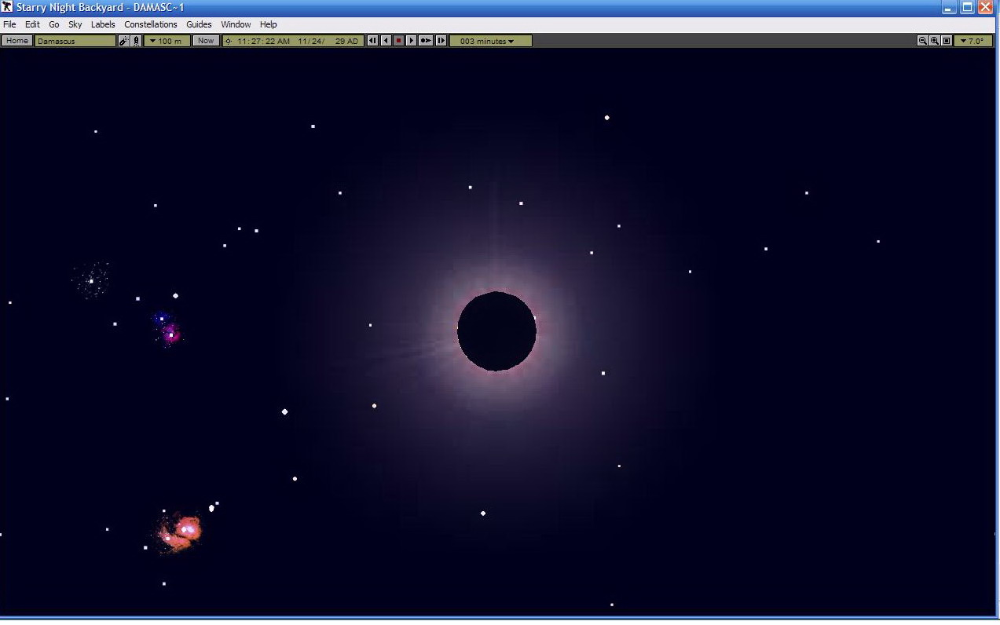 Starry Night Backyard - DAMASC~1
File Edit Go Sky Labels Constellations Guides Window Help
Home Damascus 100 m Now 11:27:22 AM 11/24/ 29 AD 003 minutes 7.0°